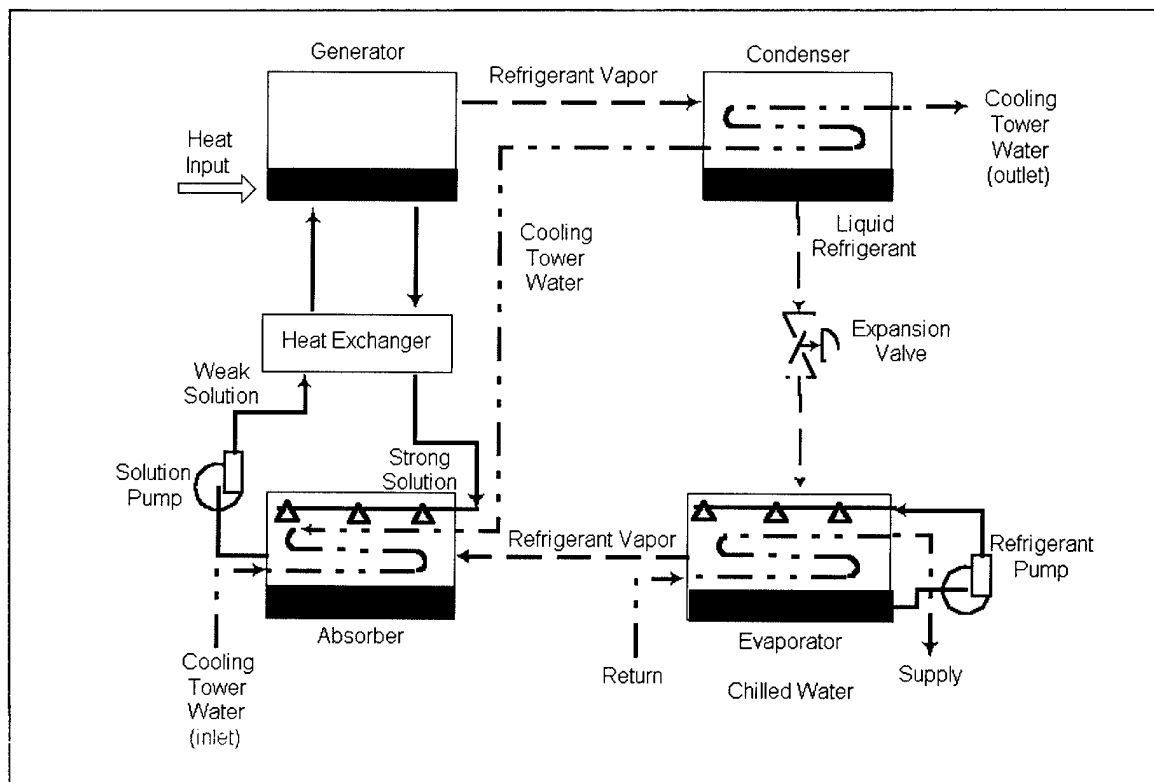 Generator
Condenser
Refrigerant Vapor
Cooling
Tower
Water
(outlet)
Heat
Input
Cooling
Tower
Water
Liquid
Refrigerant
Heat Exchanger
Expansion
Valve
Weak
Solution
Solution
Pump
Strong
Solution
Refrigerant Vapor
Refrigerant
Pump
Absorber
Evaporator
Cooling
Tower
Water
(inlet)
Return
Chilled Water
Supply